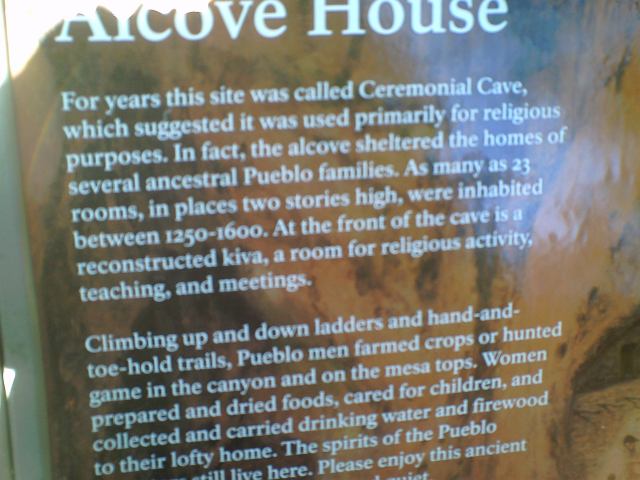 Alcove House
For years this site was called Ceremonial Cave,
which suggested it was used primarily for religious
purposes. In fact, the alcove sheltered the homes of
several ancestral Pueblo families. As many as 23
rooms, in places two stories high, were inhabited
between 1250-1600. At the front of the cave is a
reconstructed kiva, a room for religious activity,
teaching, and meetings.
Climbing up and down ladders and hand-and-
toe-hold trails, Pueblo men farmed crops or hunted
game in the canyon and on the mesa tops. Women
prepared and dried foods, cared for children, and
collected and carried drinking water and firewood
to their lofty home. The spirits of the Pueblo
still live here. Please enjoy this ancient
quiet